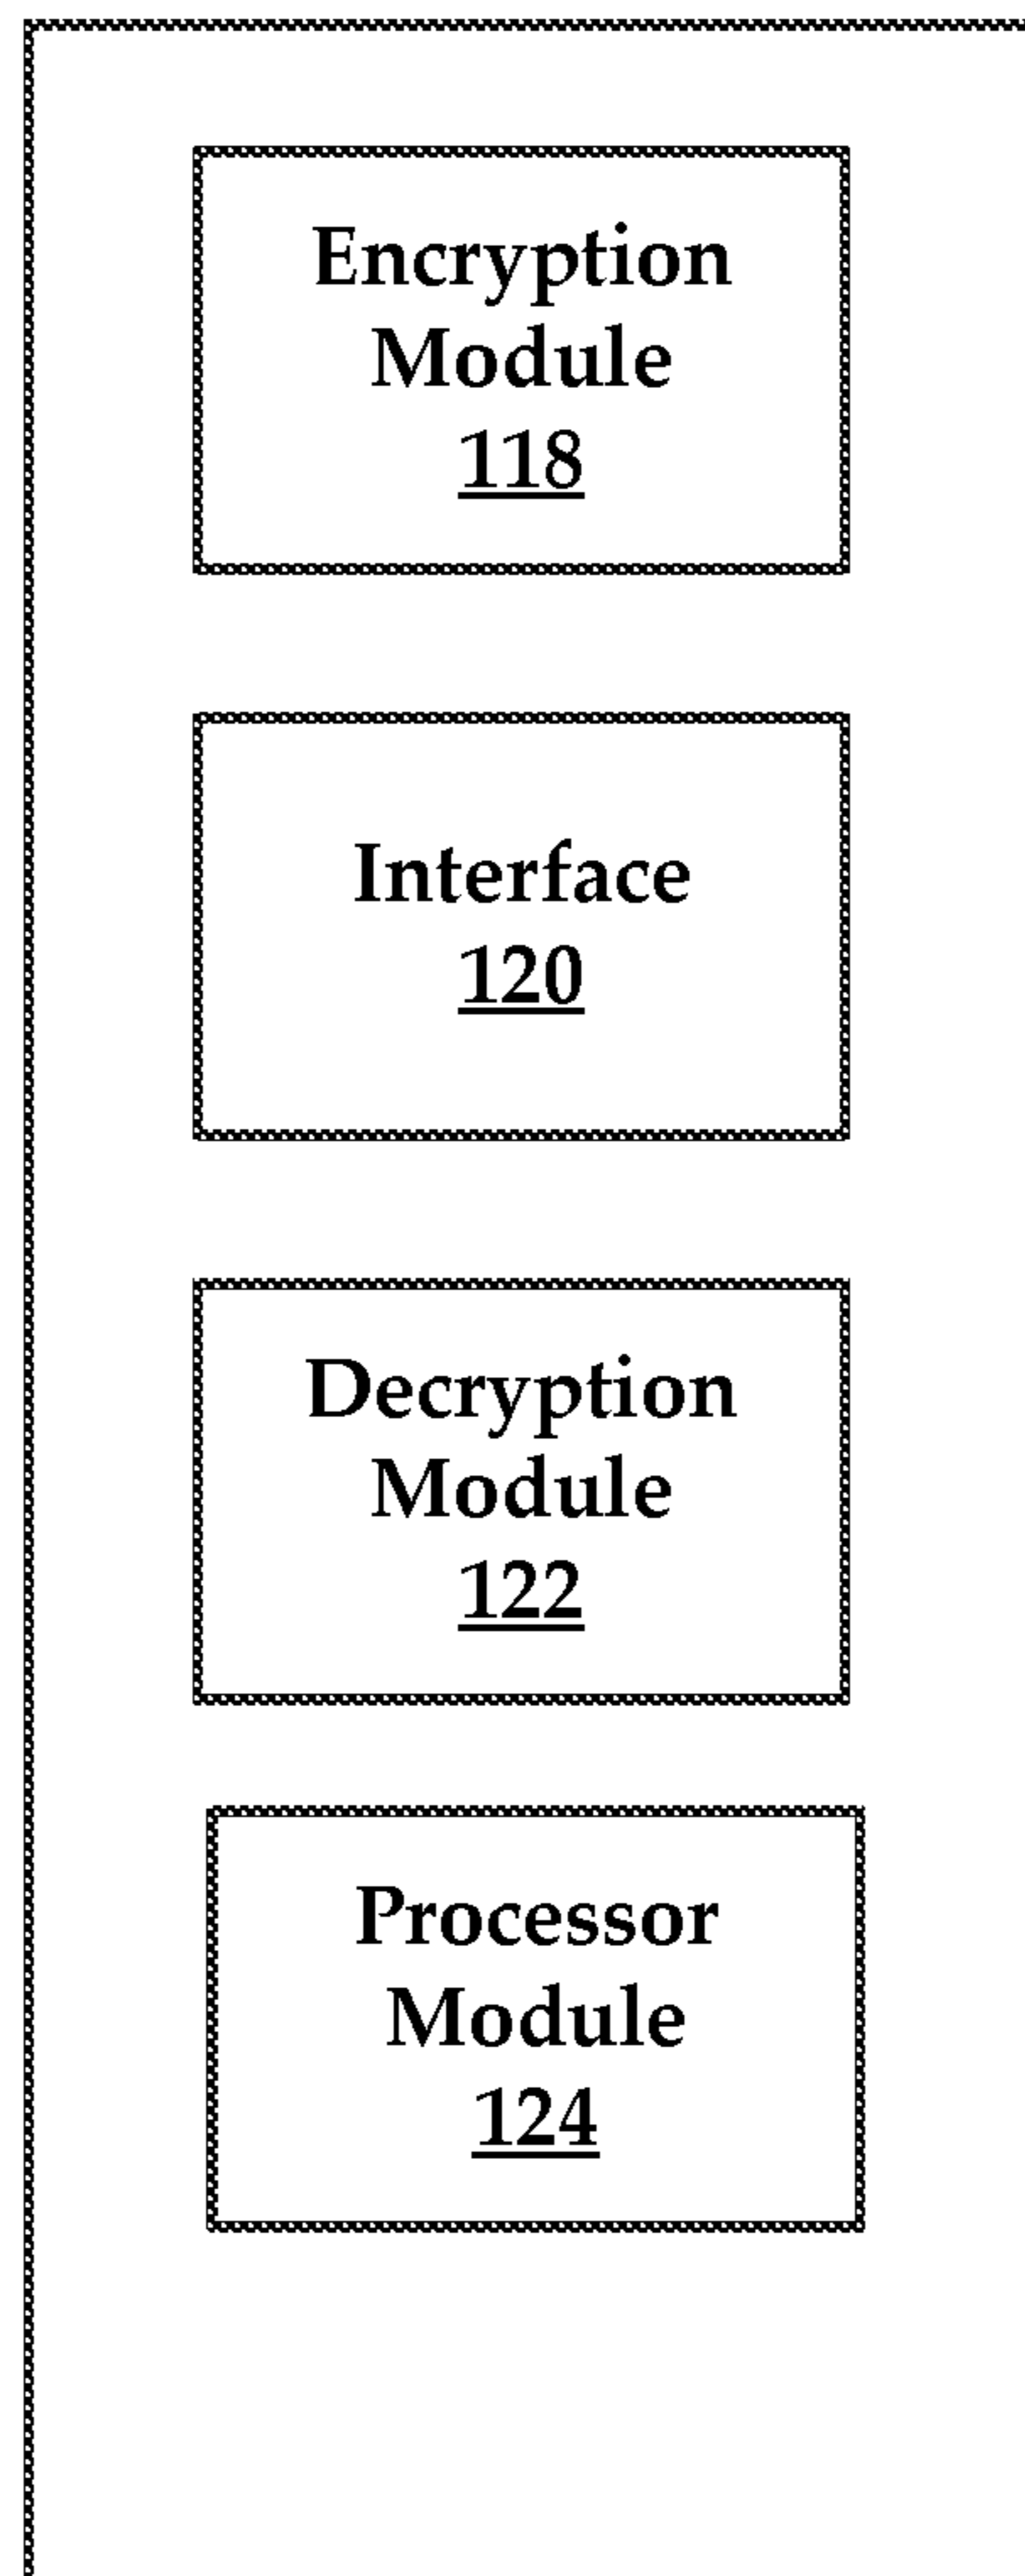 Encryption
Module
118
Interface
120
Decryption
Module
122
Processor
Module
124